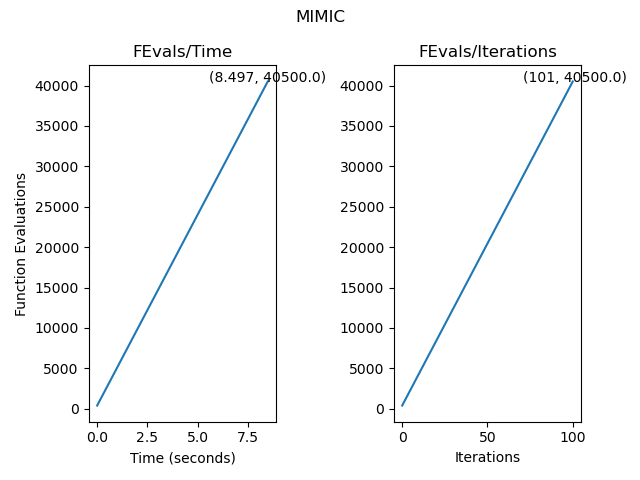 MIMIC
FEvals/Time
(8.497, 40500.0)
40000
35000
30000
25000
20000
15000
10000
5000
0
Function Evaluations
0.0 2.5 5.0 7.5
Time (seconds)
FEvals/Iterations
(101, 40500.0)
40000
35000
30000
25000
20000
15000
10000
5000
0
0 50 100
Iterations